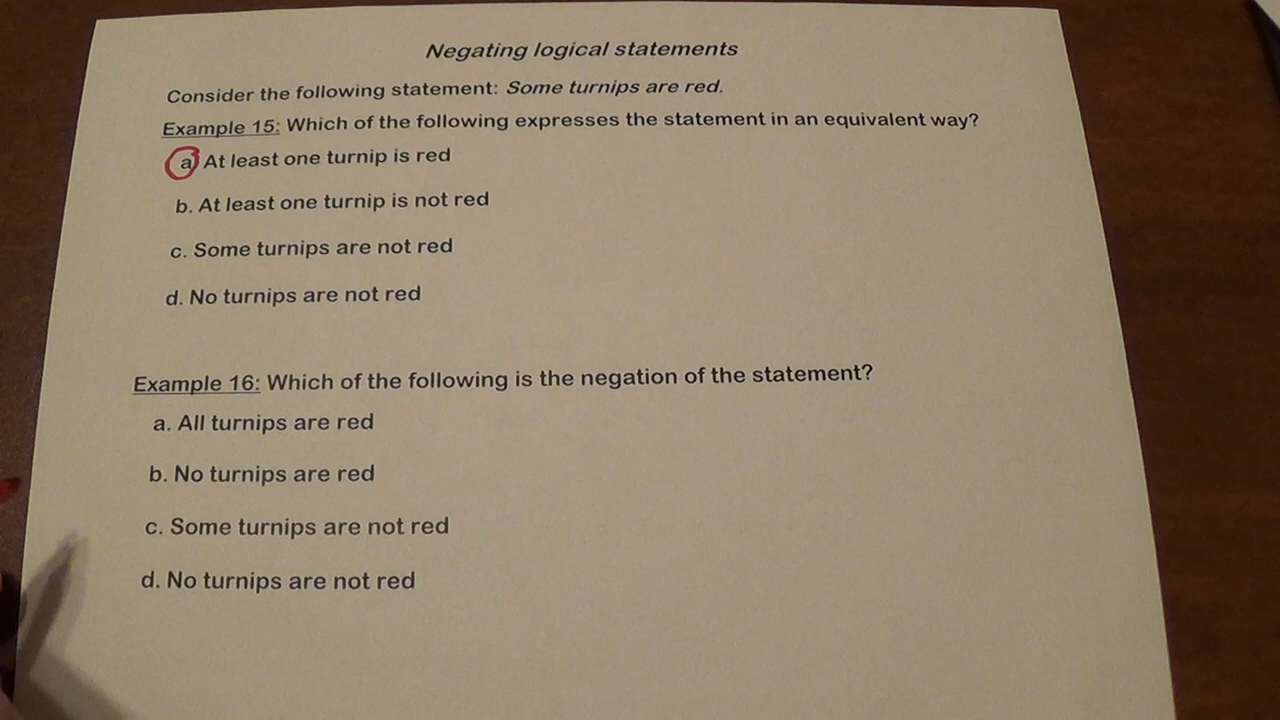 Negating logical statements
Consider the following statement: Some turnips are red.
Example 15: Which of the following expresses the statement in an equivalent way?
a. At least one turnip is red
b. At least one turnip is not red
c. Some turnips are not red
d. No turnips are not red
Example 16: Which of the following is the negation of the statement?
a. All turnips are red
b. No turnips are red
c. Some turnips are not red
d. No turnips are not red